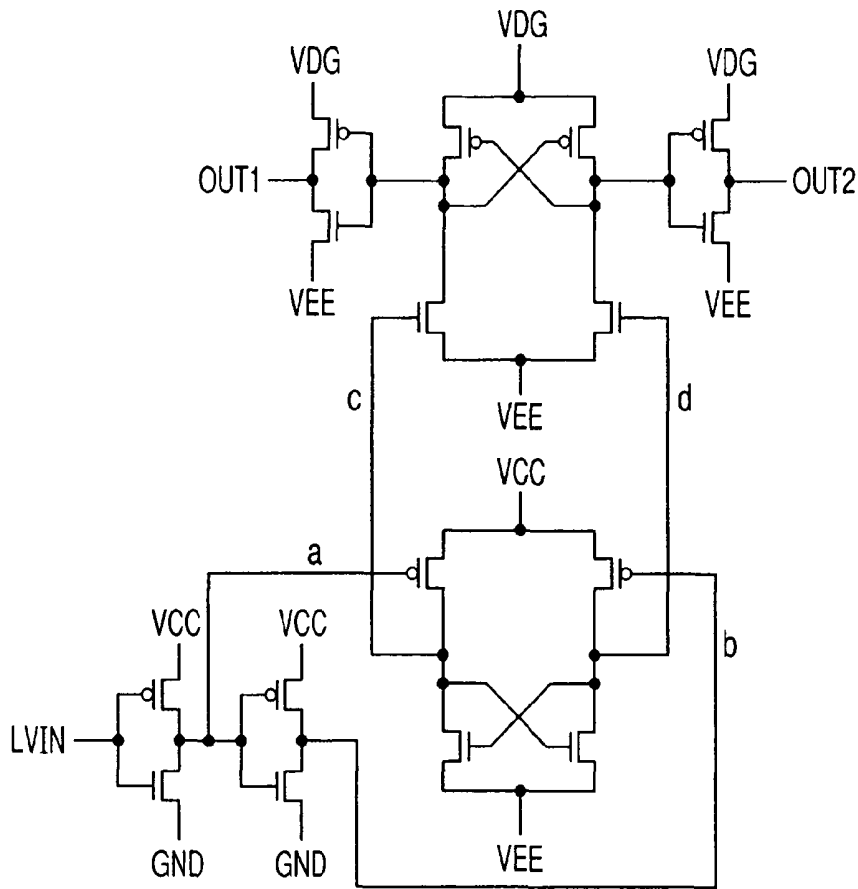 VDG
VDG
VDG
OUT1
OUT2
VEE
VEE
c
VEE
d
VCC
a
VCC
VCC
b
LVIN
GND
GND
VEE